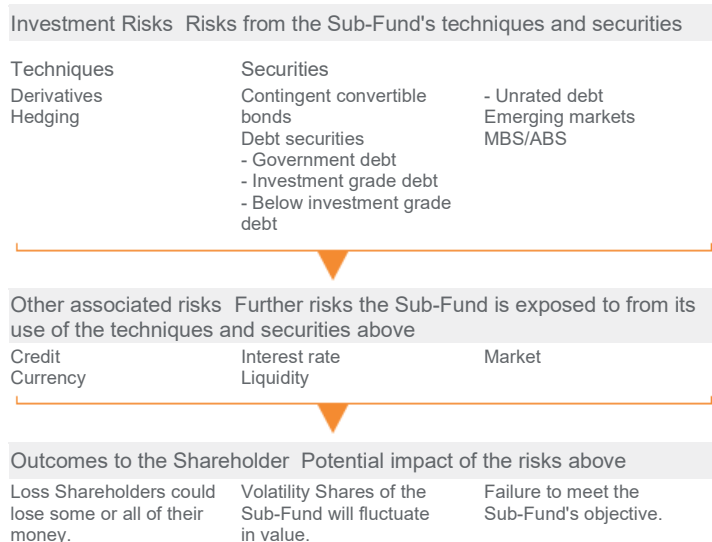 Investment Risks Risks from the Sub-Fund's techniques and securities
Techniques
Derivatives
Hedging
Securities
Contingent convertible
bonds
Debt securities
- Government debt
- Investment grade debt
- Below investment grade
debt
- Unrated debt
Emerging markets
MBS/ABS
Other associated risks Further risks the Sub-Fund is exposed to from its
use of the techniques and securities above
Credit
Currency
Interest rate
Liquidity
Market
Outcomes to the Shareholder Potential impact of the risks above
Loss Shareholders could
lose some or all of their
money.
Volatility Shares of the
Sub-Fund will fluctuate
in value.
Failure to meet the
Sub-Fund's objective.